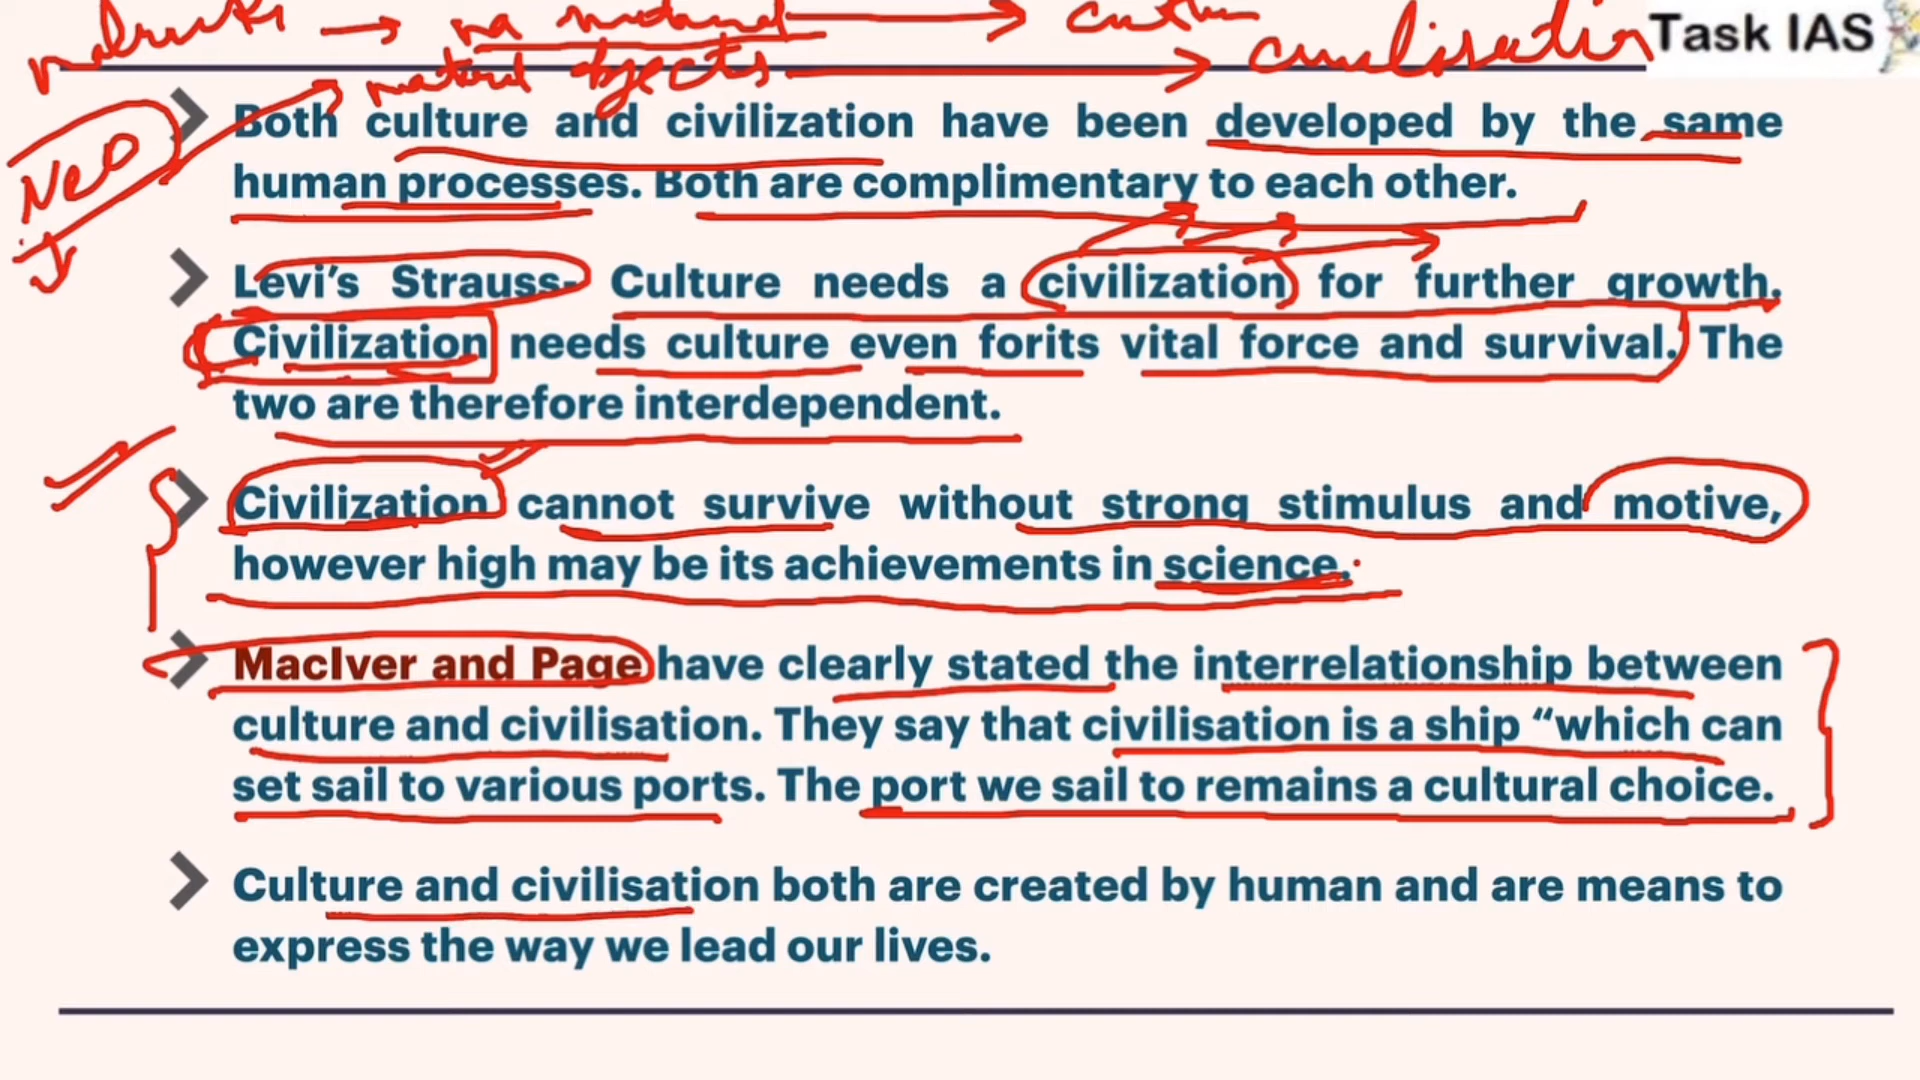 Task IAS
material objects
Neo
Both culture and civilization have been developed by the same
human processes. Both are complimentary to each other.
Levi's Strauss- Culture needs a civilization for further growth.
Civilization needs culture even forits vital force and survival. The
two are therefore interdependent.
Civilization cannot survive without strong stimulus and motive,
however high may be its achievements in science.
MacIver and Page have clearly stated the interrelationship between
culture and civilisation. They say that civilisation is a ship “which can
set sail to various ports. The port we sail to remains a cultural choice.
Culture and civilisation both are created by human and are means to
express the way we lead our lives.